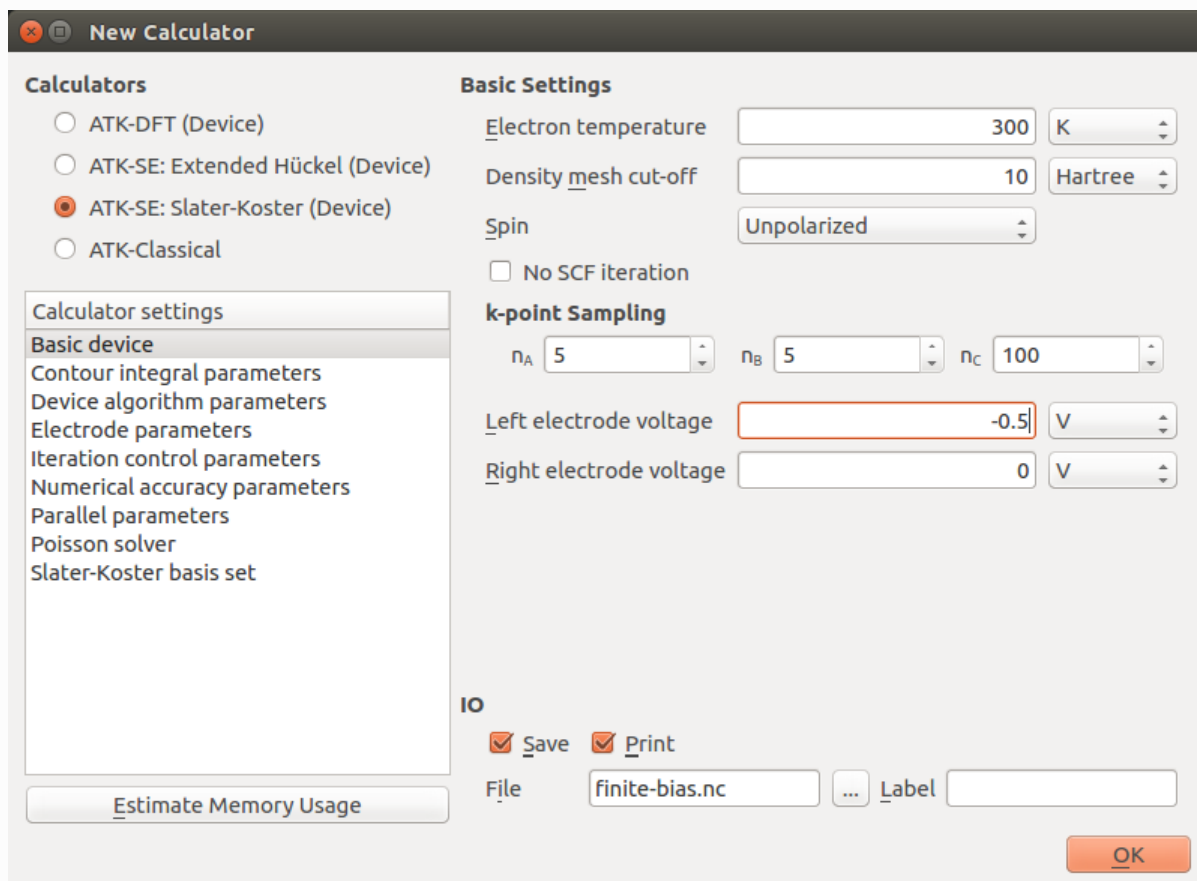 New Calculator
Calculators
ATK-DFT (Device)
ATK-SE: Extended Hückel (Device)
ATK-SE: Slater-Koster (Device)
ATK-Classical
Calculator settings
Basic device
Contour integral parameters
Device algorithm parameters
Electrode parameters
Iteration control parameters
Numerical accuracy parameters
Parallel parameters
Poisson solver
Slater-Koster basis set
Estimate Memory Usage
Basic Settings
Electron temperature 300 K
Density mesh cut-off 10 Hartree
Spin Unpolarized
No SCF iteration
k-point Sampling
nA 5 nB 5 nC 100
Left electrode voltage -0.5 V
Right electrode voltage 0 V
IO
Save Print
File finite-bias.nc ... Label
OK